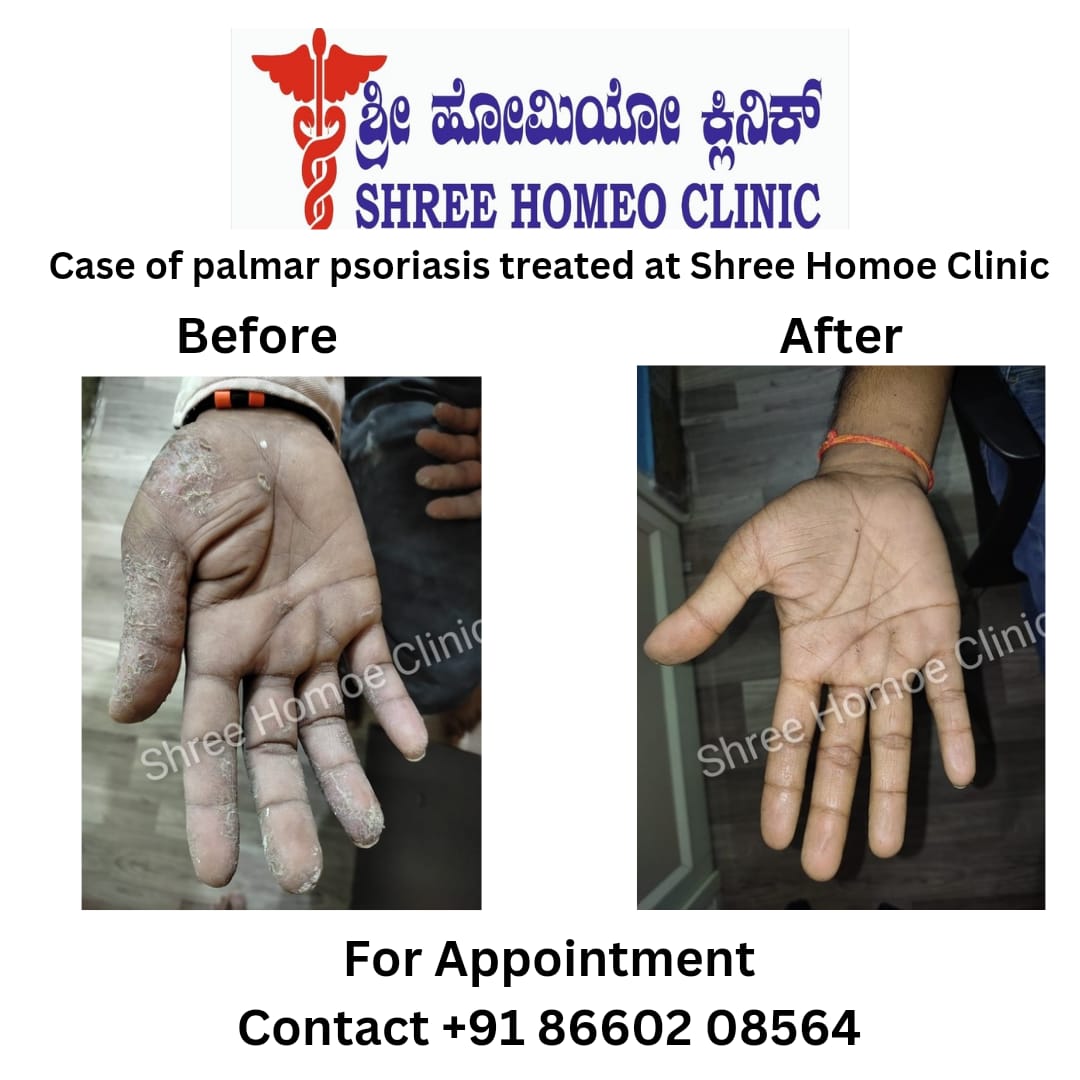 ಶ್ರೀ ಹೋಮಿಯೋ ಕ್ಲಿನಿಕ್
SHREE HOMEO CLINIC
Case of palmar psoriasis treated at Shree Homoe Clinic
Before
After
Shree Homoe Clinic
Shree Homoe Clinic
For Appointment
Contact +91 86602 08564